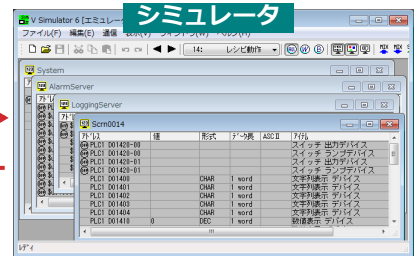 シミュレータ
V Simulator 6 [エミュレー
ファイル(F) 編集(E) 通信
14: レシピ動作
System
AlarmServer
LoggingServer
Scrn0014
アドレス 値 形式 データ長 ASCII アイテム
PLC1 D01420-00 スイッチ 出力デバイス
PLC1 D01420-00 スイッチ ランプデバイス
PLC1 D01420-01 スイッチ 出力デバイス
PLC1 D01420-01 スイッチ ランプデバイス
PLC1 D01400 CHAR 1 word 文字列表示 デバイス
PLC1 D01401 CHAR 1 word 文字列表示 デバイス
PLC1 D01402 CHAR 1 word 文字列表示 デバイス
PLC1 D01403 CHAR 1 word 文字列表示 デバイス
PLC1 D01404 CHAR 1 word 文字列表示 デバイス
PLC1 D01410 0 DEC 1 word 数値表示 デバイス
レディ